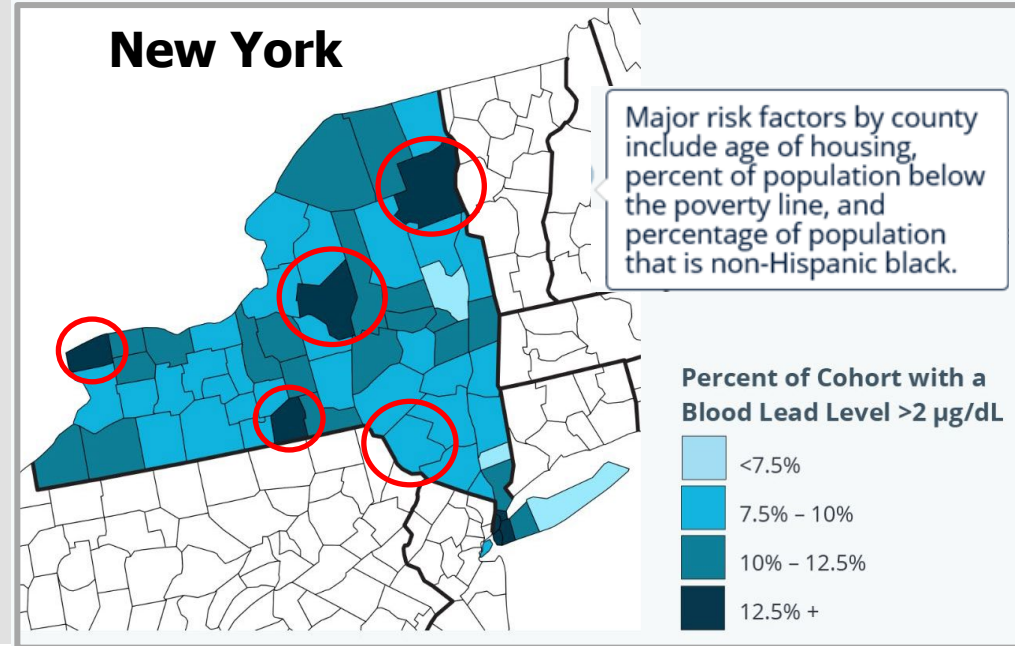 New York
Major risk factors by county
include age of housing,
percent of population below
the poverty line, and
percentage of population
that is non-Hispanic black.
Percent of Cohort with a
Blood Lead Level >2 µg/dL
<7.5%
7.5% – 10%
10% – 12.5%
12.5% +